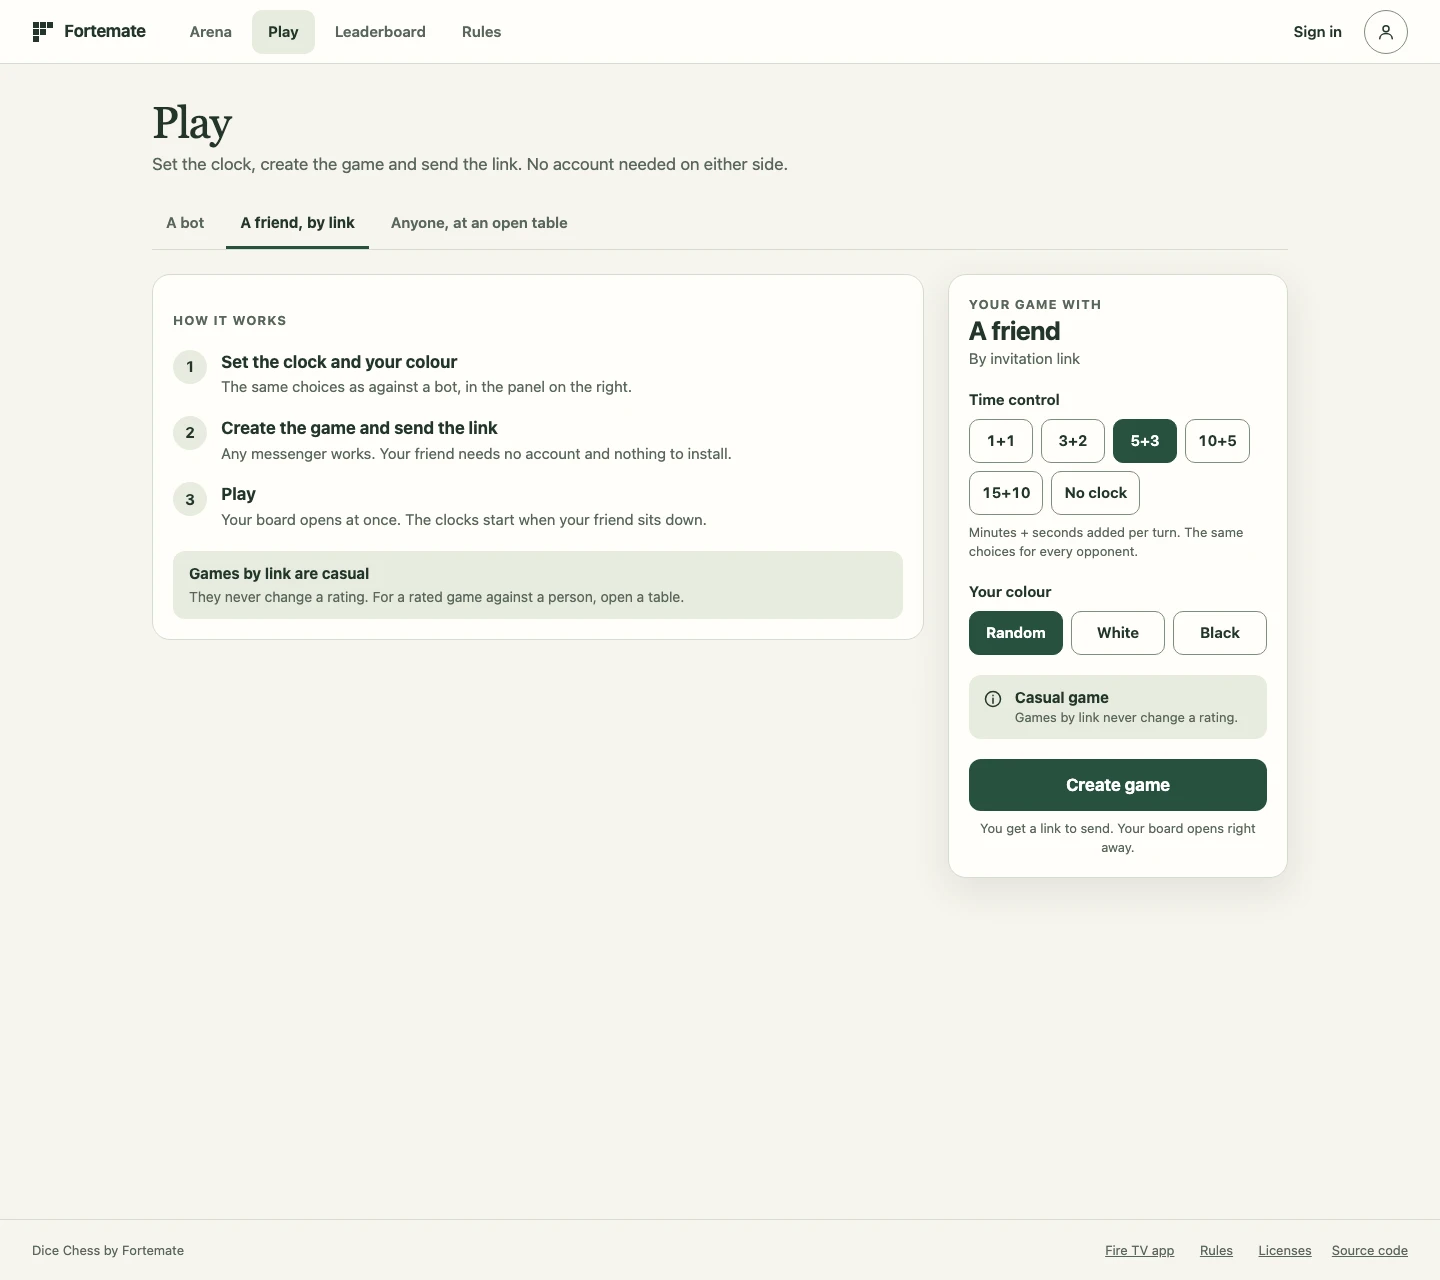 Fortemate
Arena
Play
Leaderboard
Rules
Sign in
Play
Set the clock, create the game and send the link. No account needed on either side.
A bot
A friend, by link
Anyone, at an open table
HOW IT WORKS
1
Set the clock and your colour
The same choices as against a bot, in the panel on the right.
2
Create the game and send the link
Any messenger works. Your friend needs no account and nothing to install.
3
Play
Your board opens at once. The clocks start when your friend sits down.
Games by link are casual
They never change a rating. For a rated game against a person, open a table.
YOUR GAME WITH
A friend
By invitation link
Time control
1+1
3+2
5+3
10+5
15+10
No clock
Minutes + seconds added per turn. The same
choices for every opponent.
Your colour
Random
White
Black
Casual game
Games by link never change a rating.
Create game
You get a link to send. Your board opens right
away.
Dice Chess by Fortemate
Fire TV app
Rules
Licenses
Source code